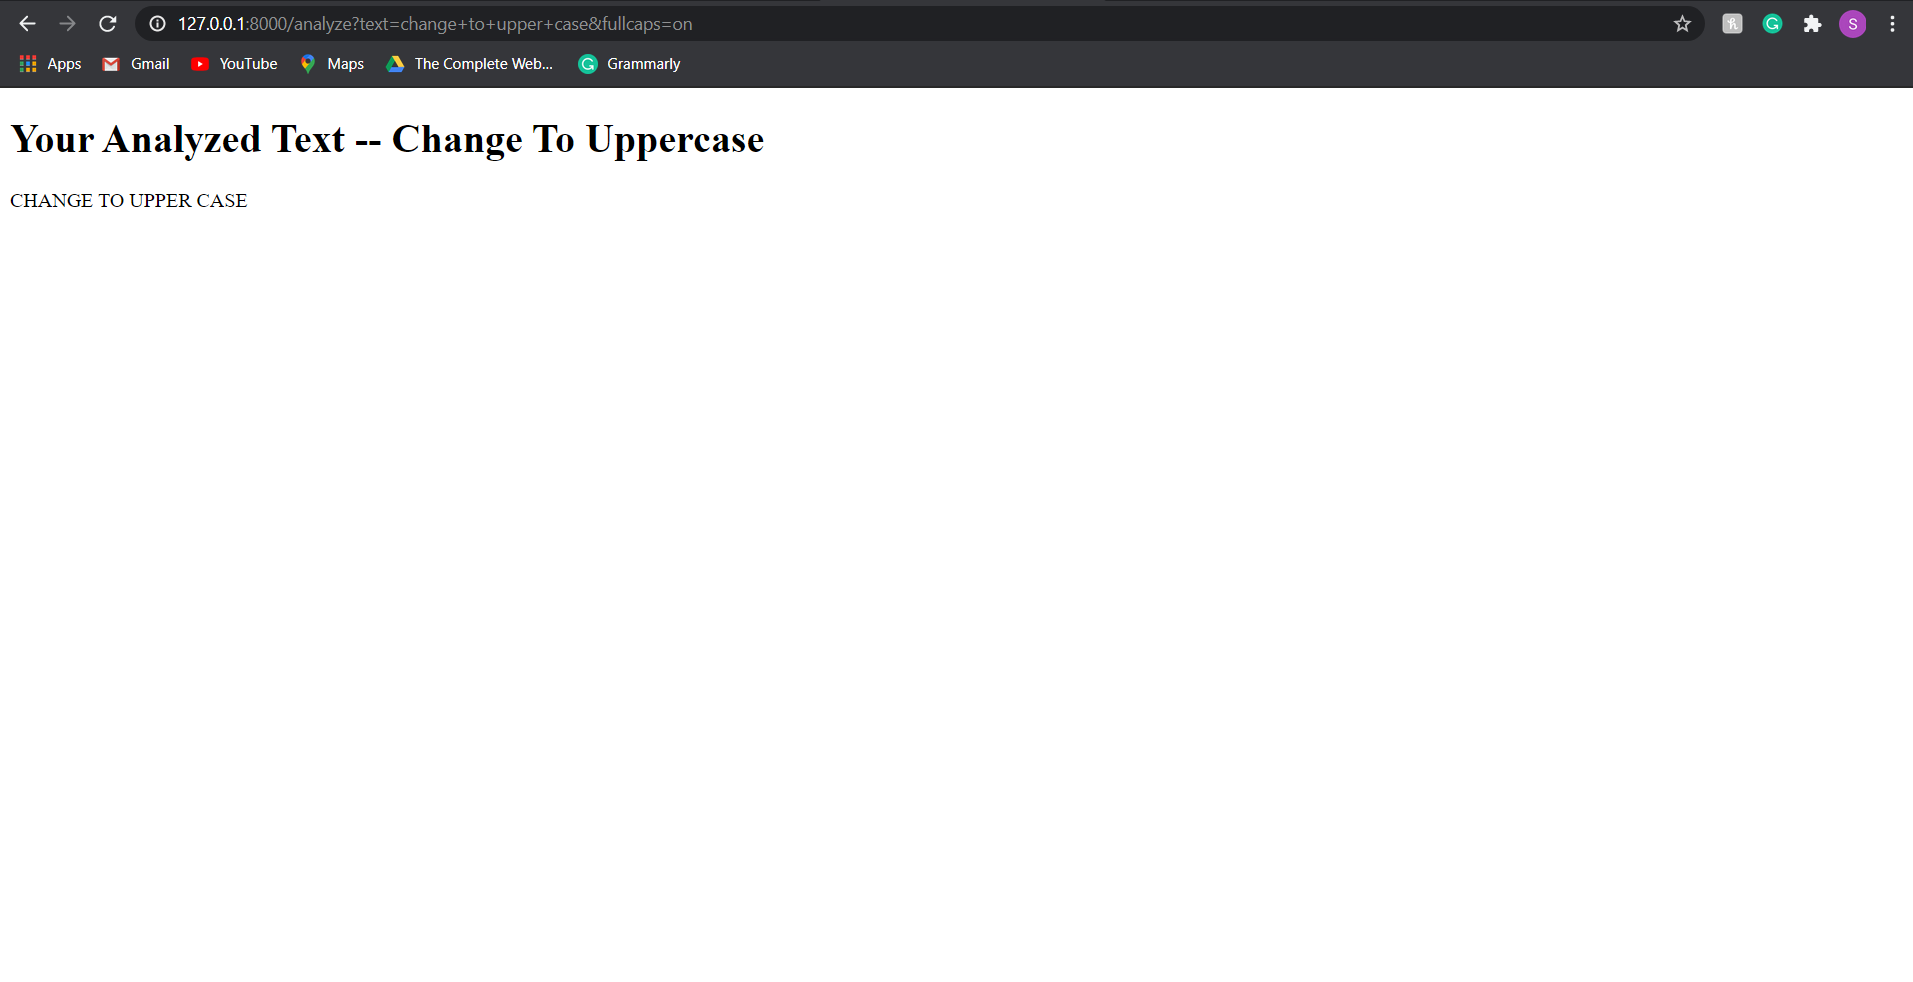 127.0.0.1:8000/analyze?text=change+to+upper+case&fullcaps=on
S
Apps Gmail YouTube Maps The Complete Web... Grammarly
Your Analyzed Text -- Change To Uppercase
CHANGE TO UPPER CASE